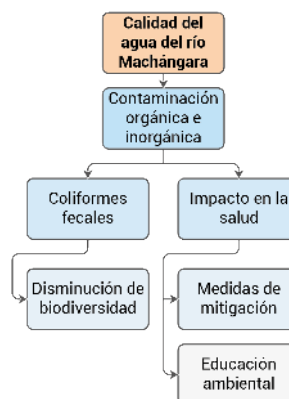 Calidad del
agua del río
Machángara
Contaminación
orgánica e
inorgánica
Coliformes
fecales
Impacto en la
salud
Disminución de
biodiversidad
Medidas de
mitigación
Educación
ambiental